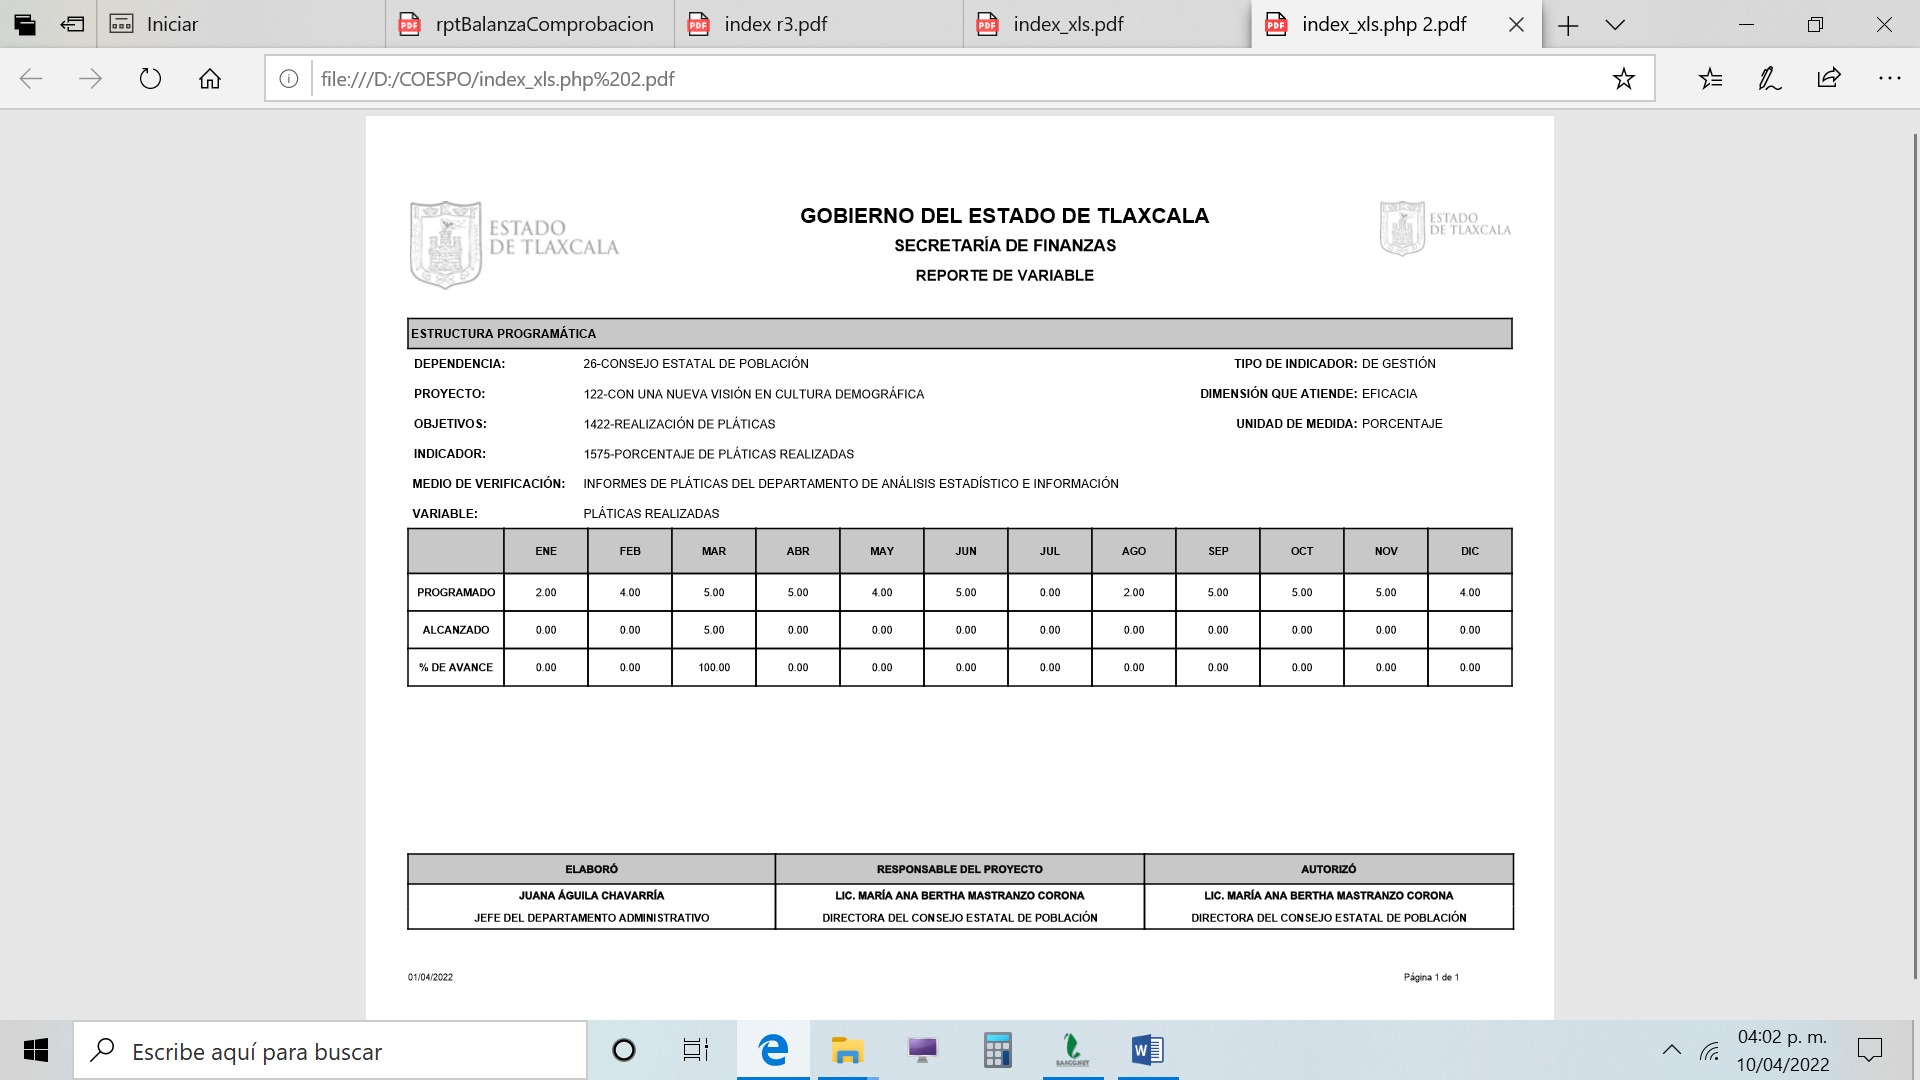 Iniciar
rptBalanzaComprobacion
index r3.pdf
index_xls.pdf
index_xls.php 2.pdf
file:///D:/COESPO/index_xls.php%202.pdf
ESTADO
DE TLAXCALA
GOBIERNO DEL ESTADO DE TLAXCALA
SECRETARÍA DE FINANZAS
REPORTE DE VARIABLE
ESTADO
DE TLAXCALA
ESTRUCTURA PROGRAMÁTICA
DEPENDENCIA: 26-CONSEJO ESTATAL DE POBLACIÓN TIPO DE INDICADOR: DE GESTIÓN
PROYECTO: 122-CON UNA NUEVA VISIÓN EN CULTURA DEMOGRÁFICA DIMENSIÓN QUE ATIENDE: EFICACIA
OBJETIVOS: 1422-REALIZACIÓN DE PLÁTICAS UNIDAD DE MEDIDA: PORCENTAJE
INDICADOR: 1575-PORCENTAJE DE PLÁTICAS REALIZADAS
MEDIO DE VERIFICACIÓN: INFORMES DE PLÁTICAS DEL DEPARTAMENTO DE ANÁLISIS ESTADÍSTICO E INFORMACIÓN
VARIABLE: PLÁTICAS REALIZADAS
ENE FEB MAR ABR MAY JUN JUL AGO SEP OCT NOV DIC
PROGRAMADO 2.00 4.00 5.00 5.00 4.00 5.00 0.00 2.00 5.00 5.00 5.00 4.00
ALCANZADO 0.00 0.00 5.00 0.00 0.00 0.00 0.00 0.00 0.00 0.00 0.00 0.00
% DE AVANCE 0.00 0.00 100.00 0.00 0.00 0.00 0.00 0.00 0.00 0.00 0.00 0.00
ELABORÓ RESPONSABLE DEL PROYECTO AUTORIZÓ
JUANA ÁGUILA CHAVARRÍA LIC. MARÍA ANA BERTHA MASTRANZO CORONA LIC. MARÍA ANA BERTHA MASTRANZO CORONA
JEFE DEL DEPARTAMENTO ADMINISTRATIVO DIRECTORA DEL CONSEJO ESTATAL DE POBLACIÓN DIRECTORA DEL CONSEJO ESTATAL DE POBLACIÓN
01/04/2022 Página 1 de 1
Escribe aquí para buscar
04:02 p. m.
10/04/2022